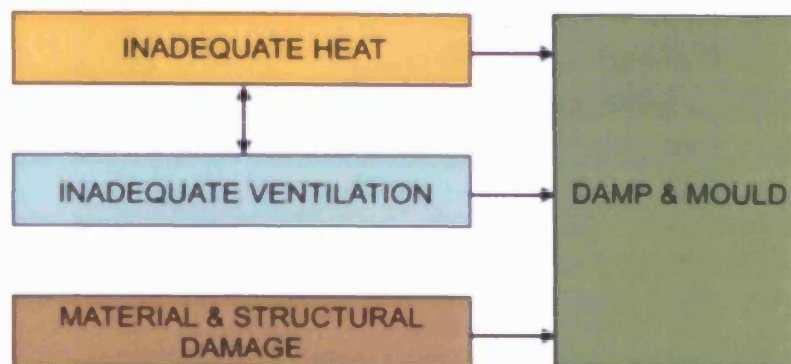 INADEQUATE HEAT
INADEQUATE VENTILATION
DAMP & MOULD
MATERIAL & STRUCTURAL
DAMAGE